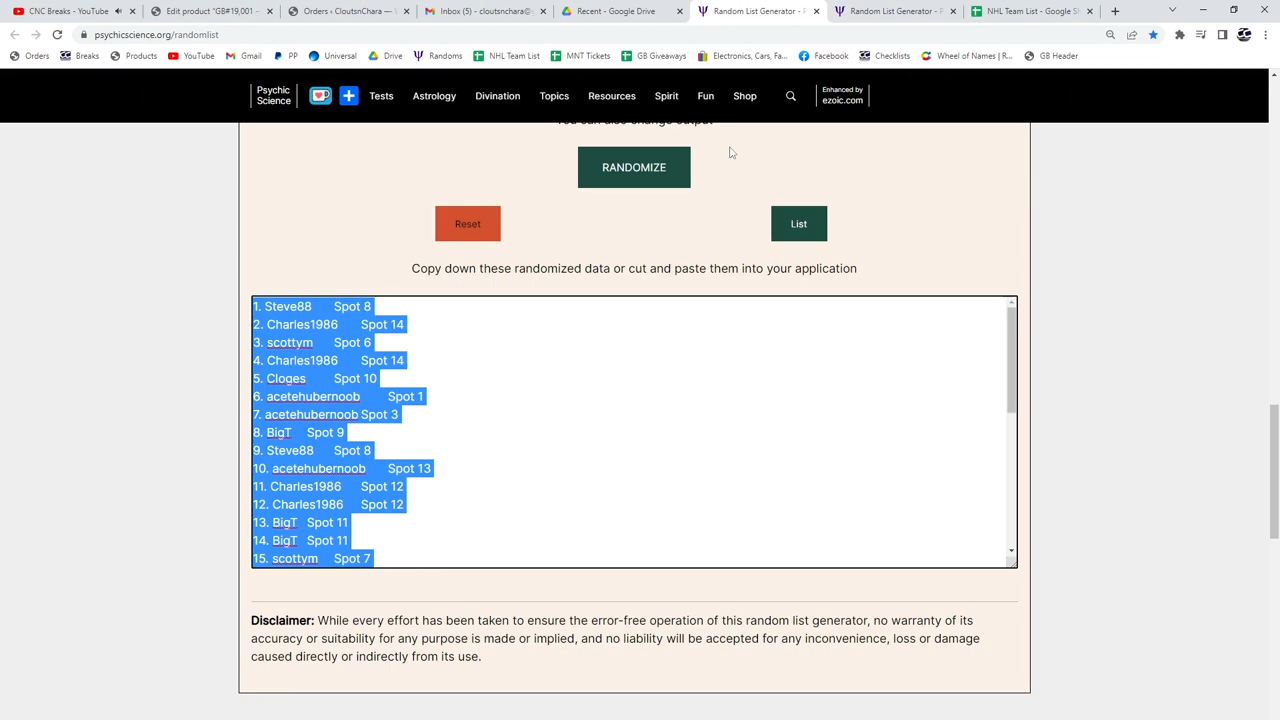 CNC Breaks - YouTube
Edit product "GB#19,001 -
Orders ‹ CloutsnChara —
Inbox (5) - cloutsnchara@
Recent - Google Drive
Random List Generator - P
Random List Generator - P
NHL Team List - Google Sh
psychicscience.org/randomlist
Orders
Breaks
Products
YouTube
Gmail
PP
Universal
Drive
Randoms
NHL Team List
MNT Tickets
GB Giveaways
Electronics, Cars, Fa...
Facebook
Checklists
Wheel of Names | R...
GB Header
Psychic Science
Tests
Astrology
Divination
Topics
Resources
Spirit
Fun
Shop
Enhanced by ezoic.com
You can also change output
RANDOMIZE
Reset
List
Copy down these randomized data or cut and paste them into your application
1. Steve88 Spot 8
2. Charles1986 Spot 14
3. scottym Spot 6
4. Charles1986 Spot 14
5. Cloges Spot 10
6. acetehubernoob Spot 1
7. acetehubernoob Spot 3
8. BigT Spot 9
9. Steve88 Spot 8
10. acetehubernoob Spot 13
11. Charles1986 Spot 12
12. Charles1986 Spot 12
13. BigT Spot 11
14. BigT Spot 11
15. scottym Spot 7
Disclaimer: While every effort has been taken to ensure the error-free operation of this random list generator, no warranty of its
accuracy or suitability for any purpose is made or implied, and no liability will be accepted for any inconvenience, loss or damage
caused directly or indirectly from its use.